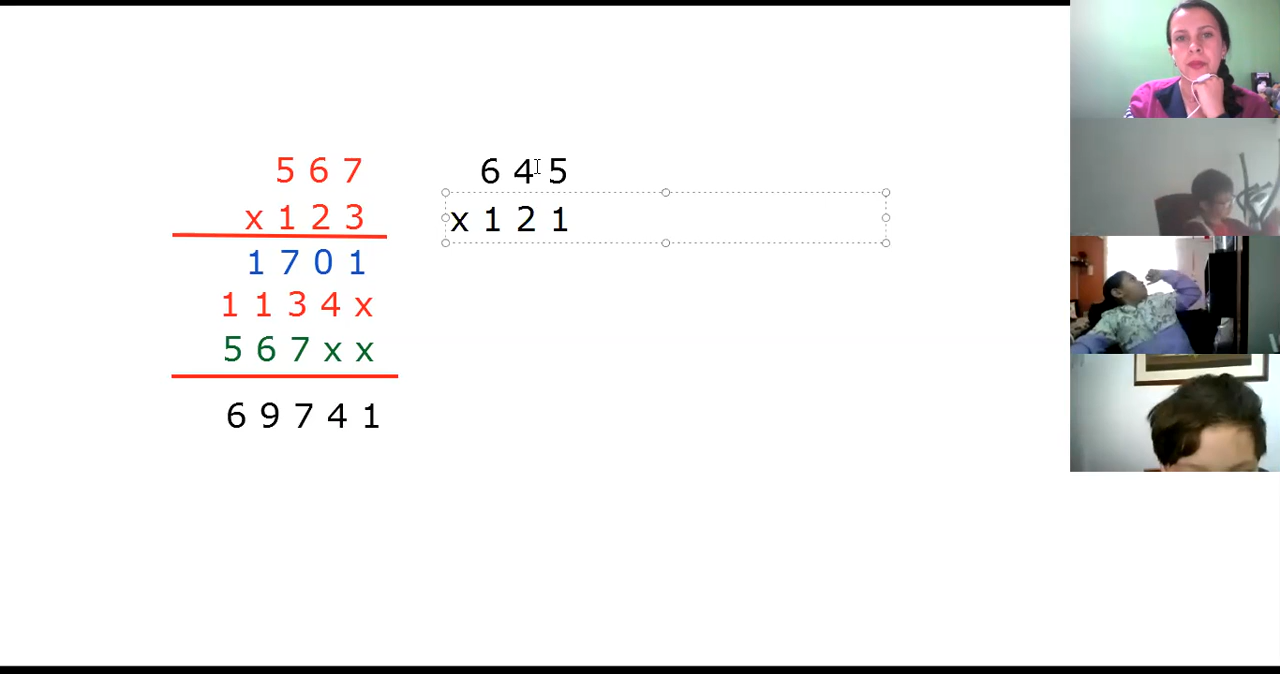 5 6 7
x 1 2 3
1 7 0 1
1 1 3 4 x
5 6 7 x x
6 9 7 4 1
6 4 5
x 1 2 1